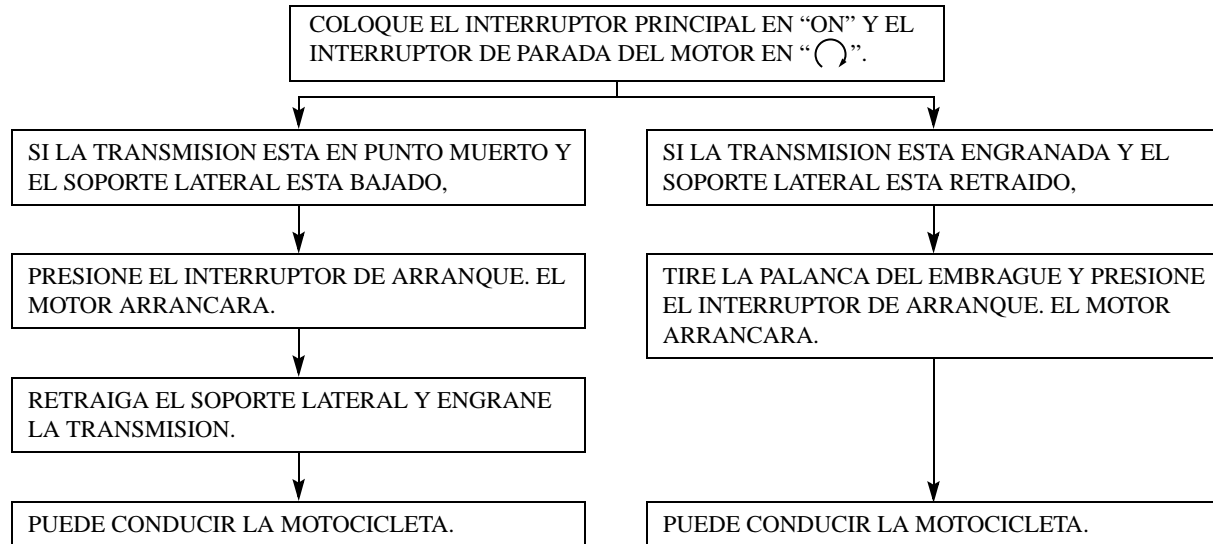 COLOQUE EL INTERRUPTOR PRINCIPAL EN “ON” Y EL
INTERRUPTOR DE PARADA DEL MOTOR EN “ ”.
SI LA TRANSMISION ESTA EN PUNTO MUERTO Y
EL SOPORTE LATERAL ESTA BAJADO,
PRESIONE EL INTERRUPTOR DE ARRANQUE. EL
MOTOR ARRANCARA.
RETRAIGA EL SOPORTE LATERAL Y ENGRANE
LA TRANSMISION.
PUEDE CONDUCIR LA MOTOCICLETA.
SI LA TRANSMISION ESTA ENGRANADA Y EL
SOPORTE LATERAL ESTA RETRAIDO,
TIRE LA PALANCA DEL EMBRAGUE Y PRESIONE
EL INTERRUPTOR DE ARRANQUE. EL MOTOR
ARRANCARA.
PUEDE CONDUCIR LA MOTOCICLETA.